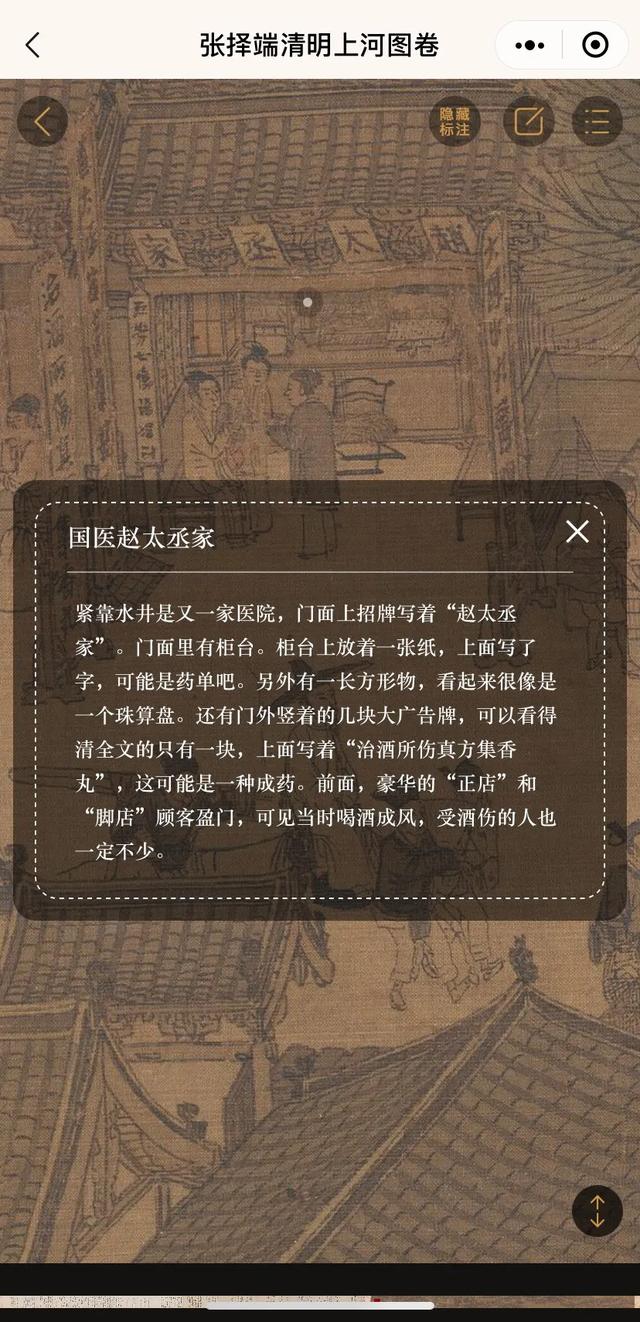 张择端清明上河图卷
隐藏
标注
家丞太趙
国医赵太丞家
紧靠水井是又一家医院，门面上招牌写着“赵太丞
家”。门面里有柜台。柜台上放着一张纸，上面写了
字，可能是药单吧。另外有一长方形物，看起来很像是
一个珠算盘。还有门外竖着的几块大广告牌，可以看得
清全文的只有一块，上面写着“治酒所伤真方集香
丸”，这可能是一种成药。前面，豪华的“正店”和
“脚店”顾客盈门，可见当时喝酒成风，受酒伤的人也
一定不少。